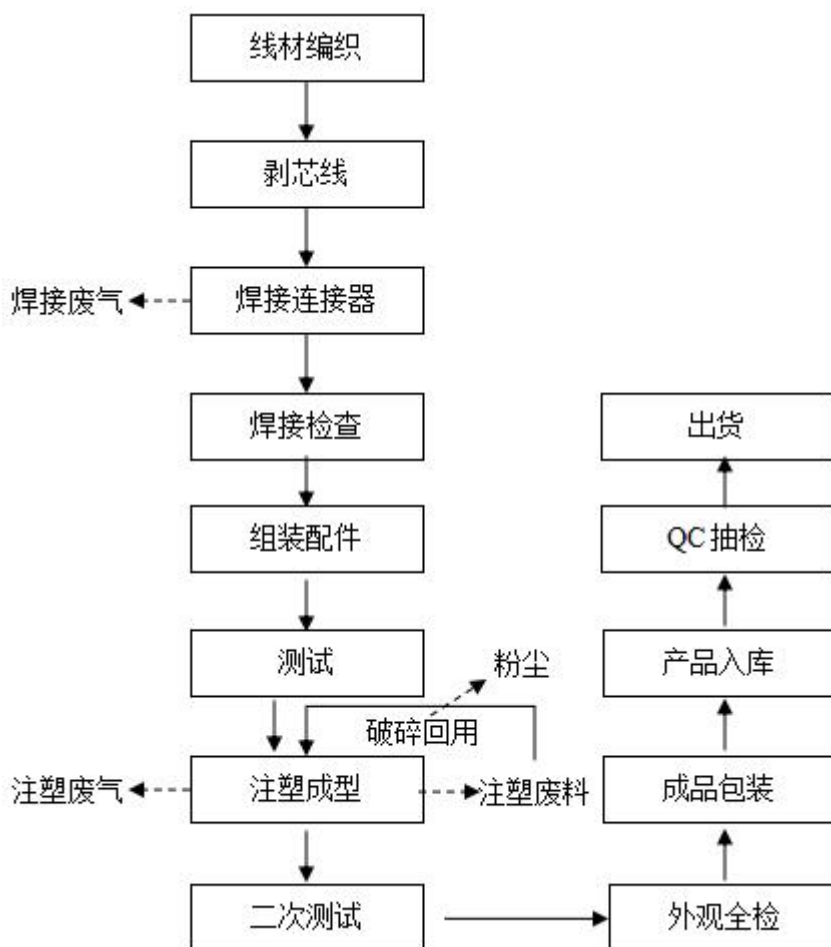 线材编织
剥芯线
焊接废气
焊接连接器
焊接检查
出货
组装配件
QC 抽检
测试
粉尘
产品入库
破碎回用
注塑废气
注塑成型
注塑废料
成品包装
二次测试
外观全检